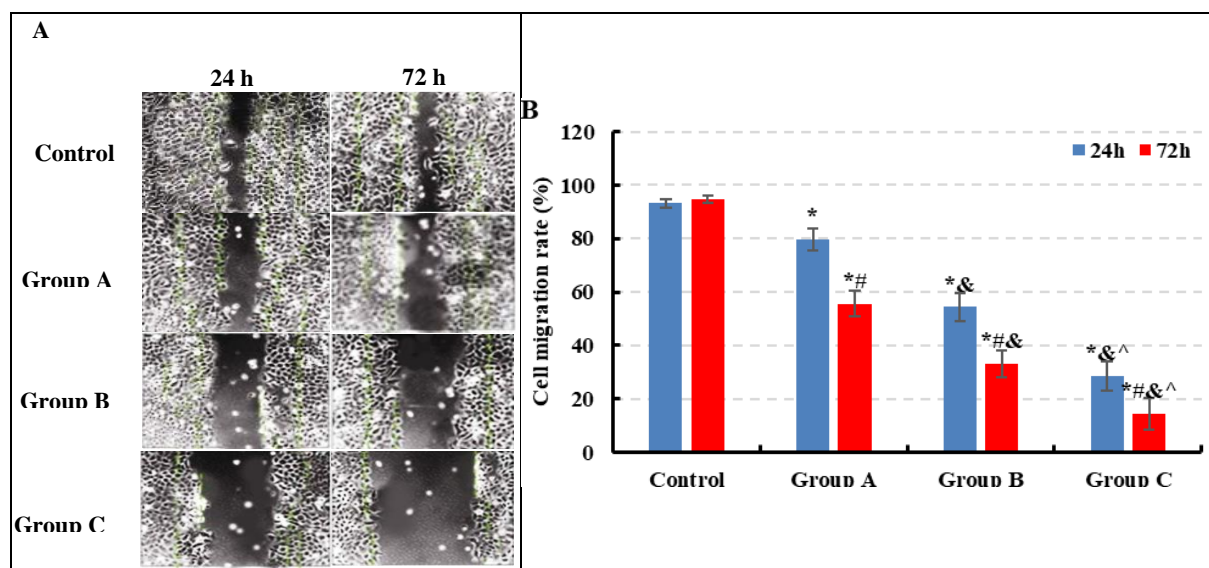 A
24 h 72 h
Control
Group A
Group B
Group C
B
120
100
80
60
40
20
0
Cell migration rate (%)
24h 72h
*
*#
*&
*#&
*&^
*#&^
Control Group A Group B Group C